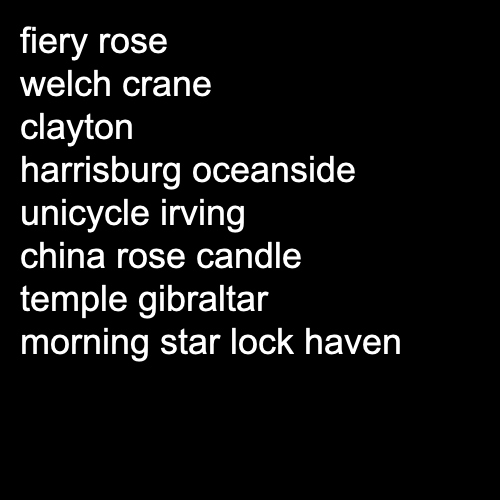 fiery rose
welch crane
clayton
harrisburg oceanside
unicycle irving
china rose candle
temple gibraltar
morning star lock haven